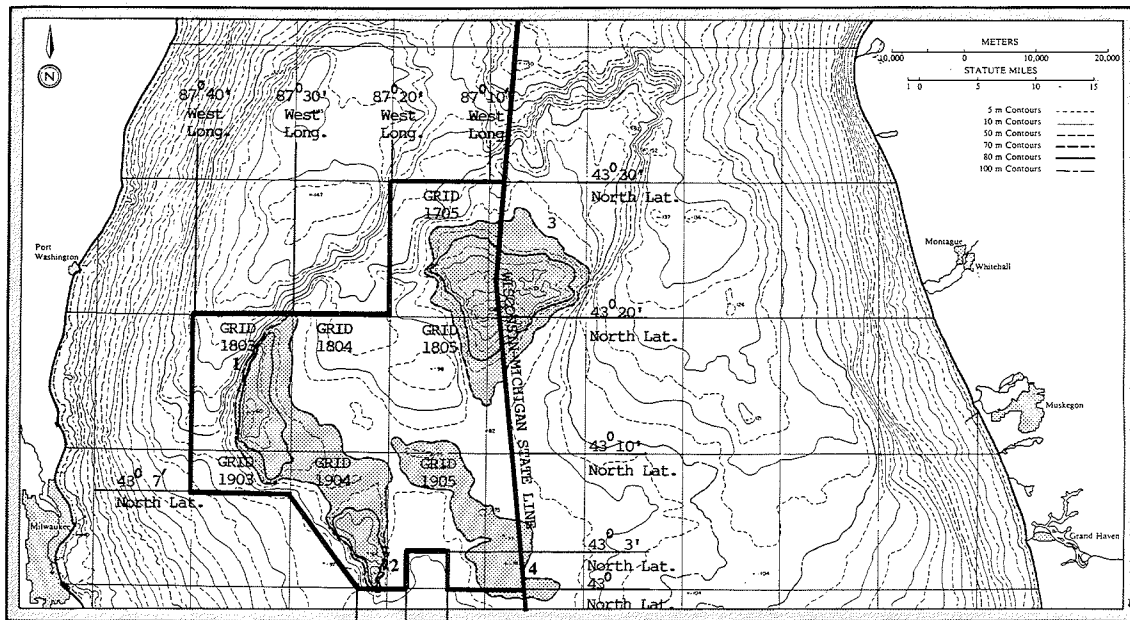 METERS
10,000 0 10,000 20,000
STATUTE MILES
1 0 5 10 15
5 m Contours
10 m Contours
50 m Contours
70 m Contours
80 m Contours
100 m Contours
N
87° 40' 87° 30' 87° 20' 87° 10'
West West West West
Long. Long. Long. Long.
43° 30'
North Lat.
GRID
1705
3
Port
Washington
Montague
Whitehall
WISCONSIN-MICHIGAN STATE LINE
43° 20'
North Lat.
GRID
1803
GRID
1804
GRID
1805
1
Muskegon
43° 10'
North Lat.
GRID
1903
GRID
1904
GRID
1905
43° 7'
North Lat.
Milwaukee
Grand Haven
43° 3'
North Lat.
2
4
43°
North Lat.